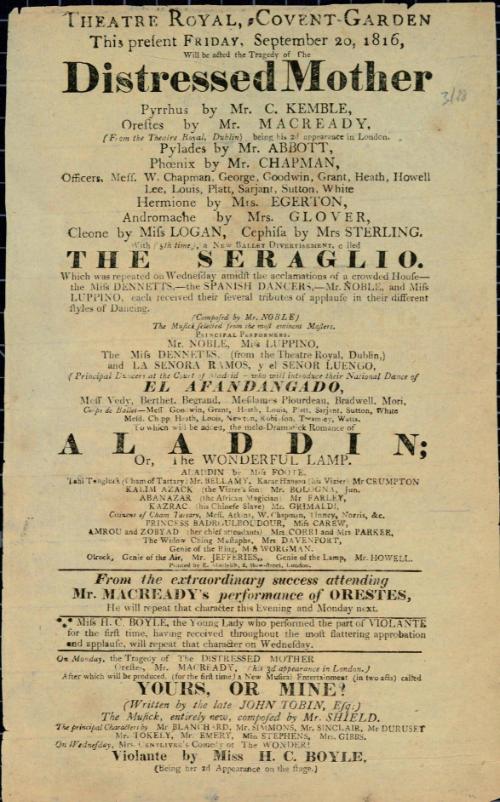 THEATRE ROYAL, COVENT-GARDEN
This preſent FRIDAY, September 20, 1816,
Will be acted the Tragedy of The
Distressed Mother
Pyrrhus by Mr. C. KEMBLE,
Oreſtes by Mr. MACREADY,
(From the Theatre Royal, Dublin) being his 2d appearance in London.
Pylades by Mr. ABBOTT,
Phœnix by Mr. CHAPMAN,
Officers, Meſſ. W. Chapman, George, Goodwin, Grant, Heath, Howell
Lee, Louis, Platt, Sarjant, Sutton, White
Hermione by Mrs. EGERTON,
Andromache by Mrs. GLOVER,
Cleone by Miſs LOGAN, Cephiſa by Mrs STERLING.
With (5th time), a NEW BALLET DIVERTISEMENT, called
THE SERAGLIO.
Which was repeated on Wedneſday amidſt the acclamations of a crowded Houſe—
the Miſs DENNETTS,—the SPANISH DANCERS,—Mr. NOBLE, and Miſs
LUPPINO, each received their ſeveral tributes of applauſe in their different
ſtyles of Dancing.
(Compoſed by Mr. NOBLE)
The Muſick ſelected from the moſt eminent Maſters.
PRINCIPAL PERFORMERS.
Mr. NOBLE, Miſs LUPPINO,
The Miſs DENNETTS, (from the Theatre Royal, Dublin,)
and LA SENORA RAMOS, y el SENOR LUENGO,
(Principal Dancers at the Court of Madrid—who will introduce their National Dance of
EL AFANDANGADO,
Meſſ Vedy, Berthet, Begrand, Meſdames Plourdeau, Bradwell, Mori,
Corps de Ballet—Meſſ Goodwin, Grant, Heath, Louis, Platt, Sarjant, Sutton, White
Meſd. Chipp, Heath, Louis, Newton, Robinſon, Twamley, Watts.
To which will be added, the melo-Dramatick Romance of
ALADDIN;
Or, The WONDERFUL LAMP.
ALADDIN by Miſs FOOTE,
Tahi Tongluck (Cham of Tartary) Mr. BELLAMY, Karar Hanjou (his Vizier) Mr CRUMPTON
KALIM AZACK (the Vizier's ſon) Mr. BOLOGNA, Jun.
ABANAZAR (the African Magician) Mr FARLEY,
KAZRAC (his Chineſe Slave) Mr. GRIMALDI,
Citizens of Cham Tartary, Meſſ. Atkins, W. Chapman, Tinney, Norris, &c.
PRINCESS BADROULBOUDOUR, Miſs CAREW,
AMROU and ZOBYAD (her chief attendants) Mrs. CORRI and Mrs PARKER,
The Widow Ching Muſtapha, Mrs DAVENPORT,
Genie of the Ring, Miſs WORGMAN.
Olrock, Genie of the Air, Mr. JEFFERIES, Genie of the Lamp, Mr. HOWELL.
Printed by E. Macleiſh, 2, Bow-ſtreet, London.
From the extraordinary success attending
Mr. MACREADY's performance of ORESTES,
He will repeat that character this Evening and Monday next.
Miſs H. C. BOYLE, the Young Lady who performed the part of VIOLANTE
for the firſt time, having received throughout the moſt flattering approbation
and applauſe, will repeat that character on Wedneſday.
On Monday, the Tragedy of The DISTRESSED MOTHER
Oreſtes, Mr. MACREADY, (his 3d appearance in London.)
After which will be produced, (for the firſt time) a New Muſical Entertainment (in two acts) called
YOURS, OR MINE?
(Written by the late JOHN TOBIN, Eſq;)
The Muſick, entirely new, compoſed by Mr. SHIELD.
The principal Characters by Mr. BLANCHARD, Mr. SIMMONS, Mr. SINCLAIR, Mr DURUSET
Mr. TOKELY, Mr. EMERY, Miſs STEPHENS, Mrs. GIBBS.
On Wedneſday, Mrs. CENTLIVRE's Comedy of The WONDER!
Violante by Miss H. C. BOYLE,
(Being her 2d Appearance on the ſtage.)